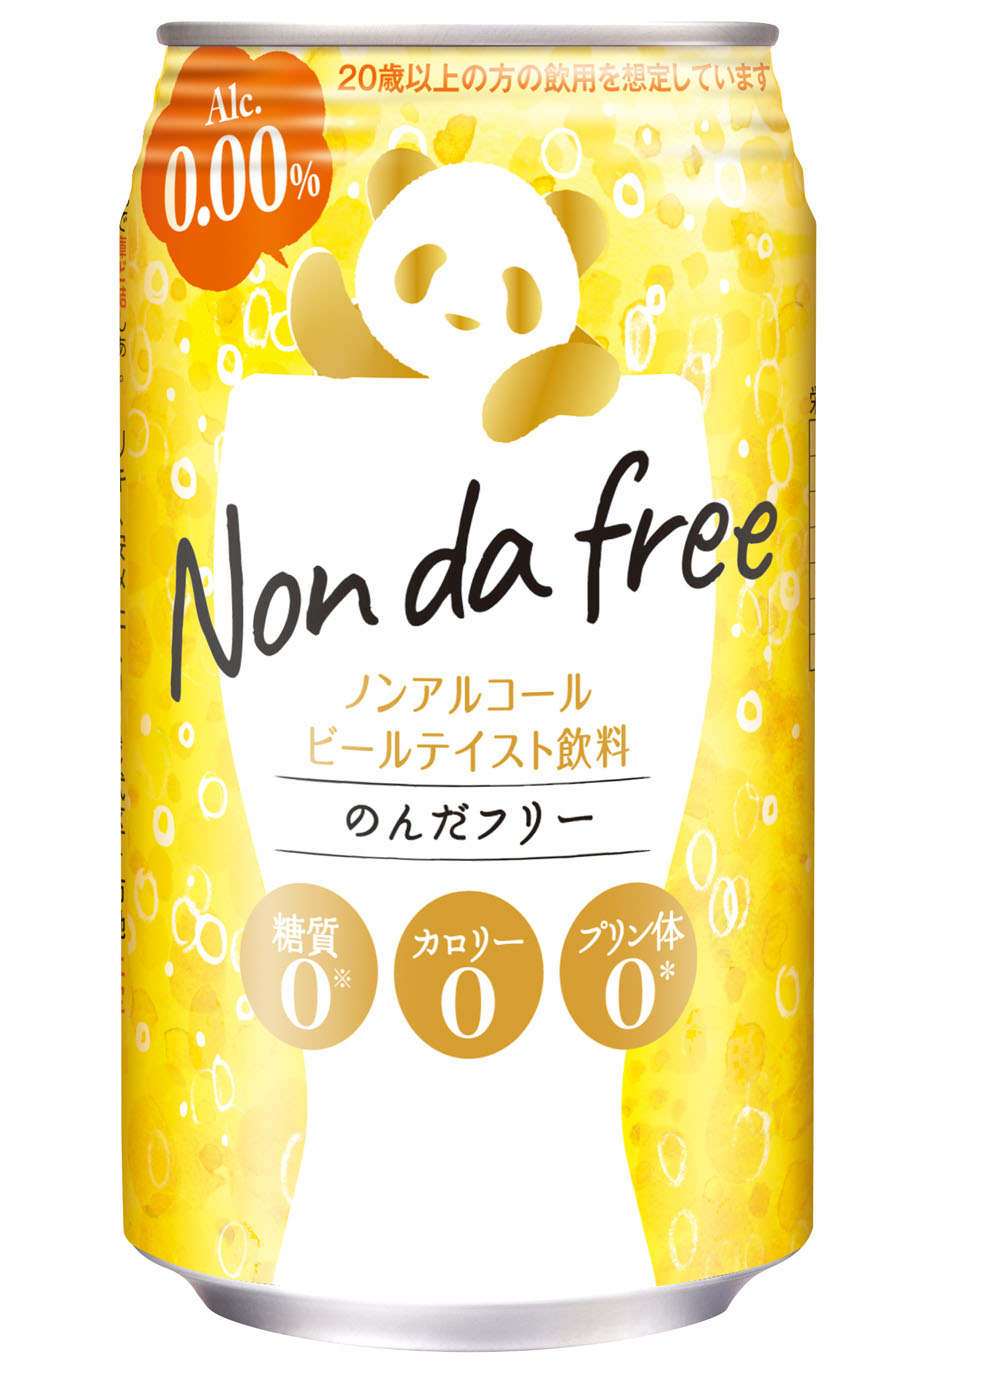 20歳以上の方の飲用を想定しています
Alc.
0.00%
Non da free
ノンアルコール
ビールテイスト飲料
のんだフリー
糖質
0※
カロリー
0
プリン体
0*